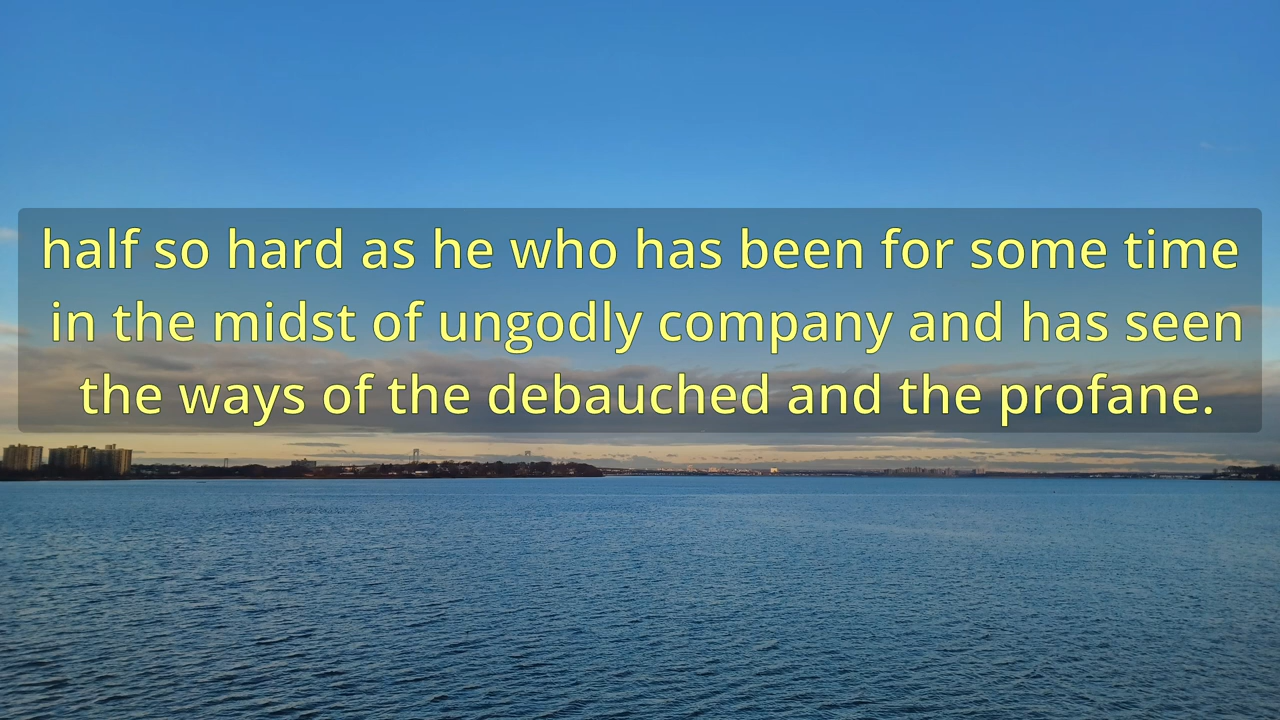 half so hard as he who has been for some time
in the midst of ungodly company and has seen
the ways of the debauched and the profane.